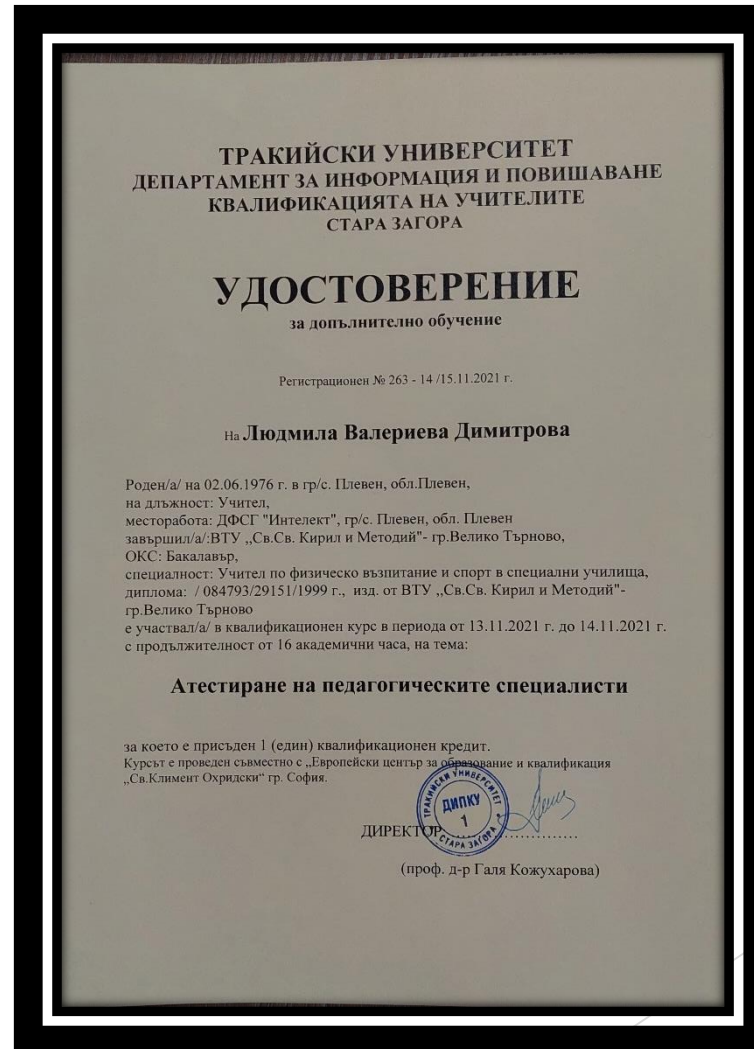 ТРАКИЙСКИ УНИВЕРСИТЕТ
ДЕПАРТАМЕНТ ЗА ИНФОРМАЦИЯ И ПОВИШАВАНЕ
КВАЛИФИКАЦИЯТА НА УЧИТЕЛИТЕ
СТАРА ЗАГОРА
УДОСТОВЕРЕНИЕ
за допълнително обучение
Регистрационен № 263 - 14 /15.11.2021 г.
На Людмила Валериева Димитрова
Роден/а/ на 02.06.1976 г. в гр/с. Плевен, обл.Плевен,
на длъжност: Учител,
месторабота: ДФСГ "Интелект", гр/с. Плевен, обл. Плевен
завършил/а/:ВТУ „Св.Св. Кирил и Методий"- гр.Велико Търново,
ОКС: Бакалавър,
специалност: Учител по физическо възпитание и спорт в специални училища,
диплома: / 084793/29151/1999 г., изд. от ВТУ „Св.Св. Кирил и Методий"-
гр.Велико Търново
е участвал/а/ в квалификационен курс в периода от 13.11.2021 г. до 14.11.2021 г.
с продължителност от 16 академични часа, на тема:
Атестиране на педагогическите специалисти
за което е присъден 1 (един) квалификационен кредит.
Курсът е проведен съвместно с „Европейски център за образование и квалификация
„Св.Климент Охридски“ гр. София.
ТРАКИЙСКИ УНИВЕРСИТЕТ
ДИПКУ
1
СТАРА ЗАГОРА
ДИРЕКТОР
(проф. д-р Галя Кожухарова)